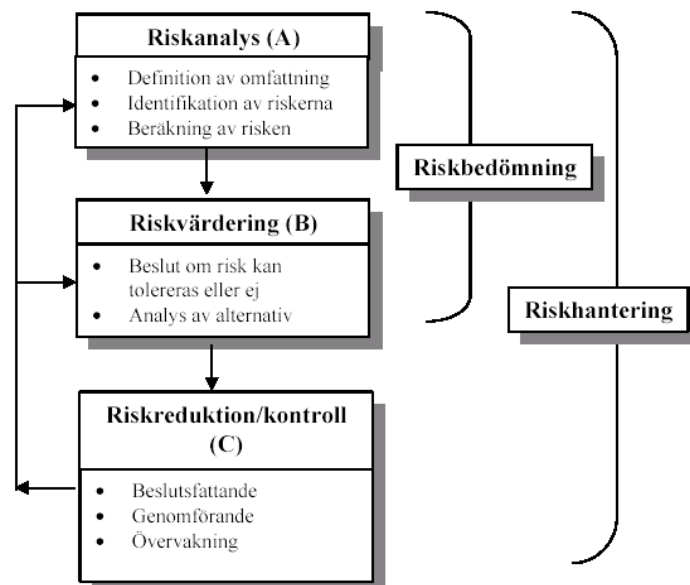 Riskanalys (A)
• Definition av omfattning
• Identifikation av riskerna
• Beräkning av risken
Riskbedömning
Riskvärdering (B)
• Beslut om risk kan
tolereras eller ej
• Analys av alternativ
Riskhantering
Riskreduktion/kontroll
(C)
• Beslutsfattande
• Genomförande
• Övervakning